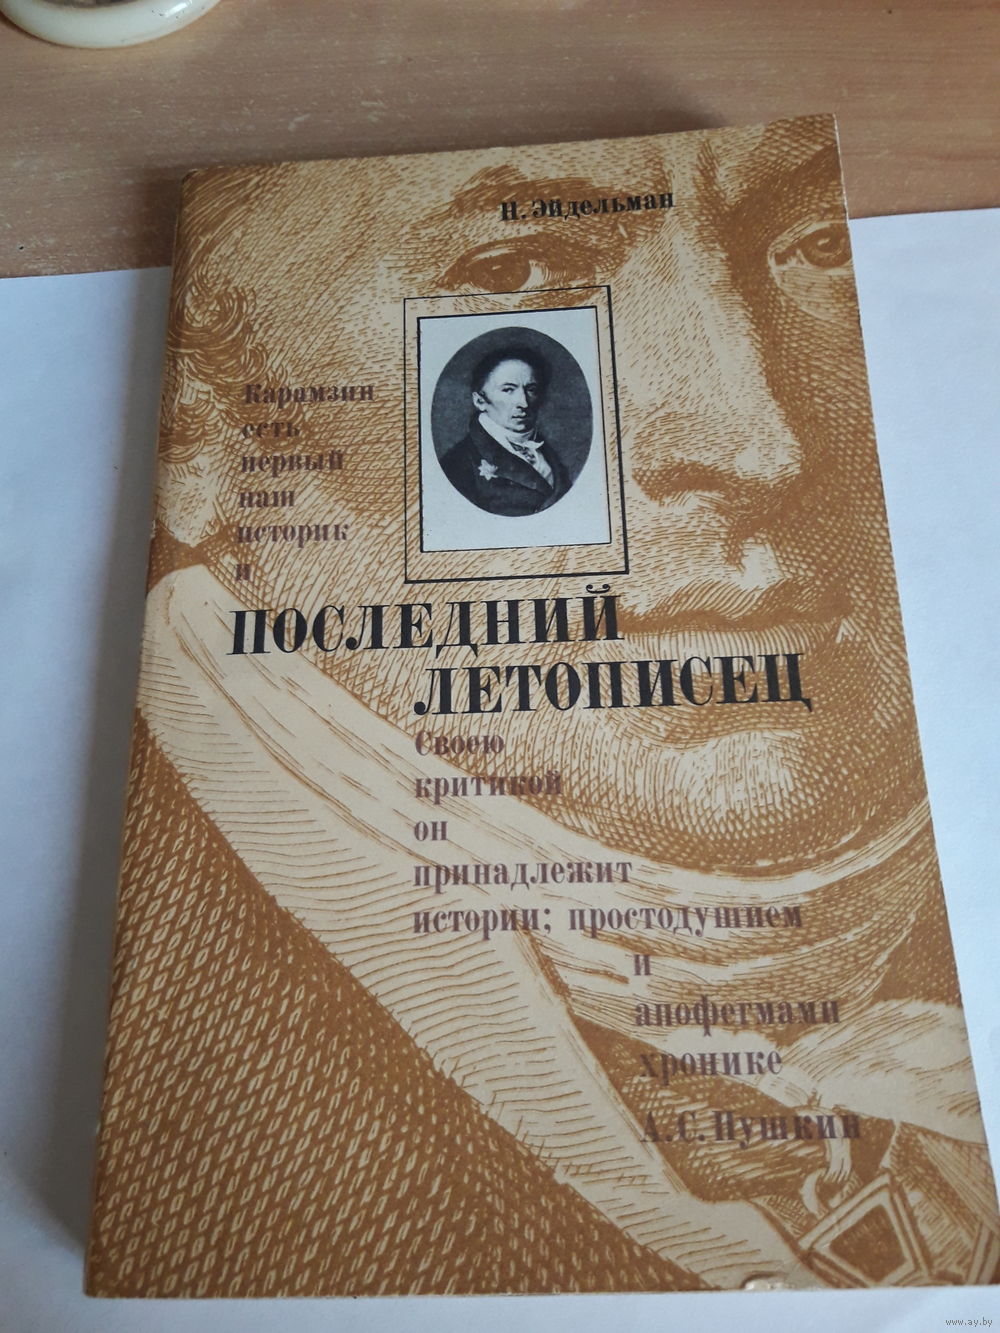 Н. Эйдельман
Карамзин
есть
первый
наш
историк
и
ПОСЛЕДНИЙ
ЛЕТОПИСЕЦ
Своею
критикой
он
принадлежит
истории; простодушием
и
апофегмами
хронике
А.С.Пушкин
www.ay.by